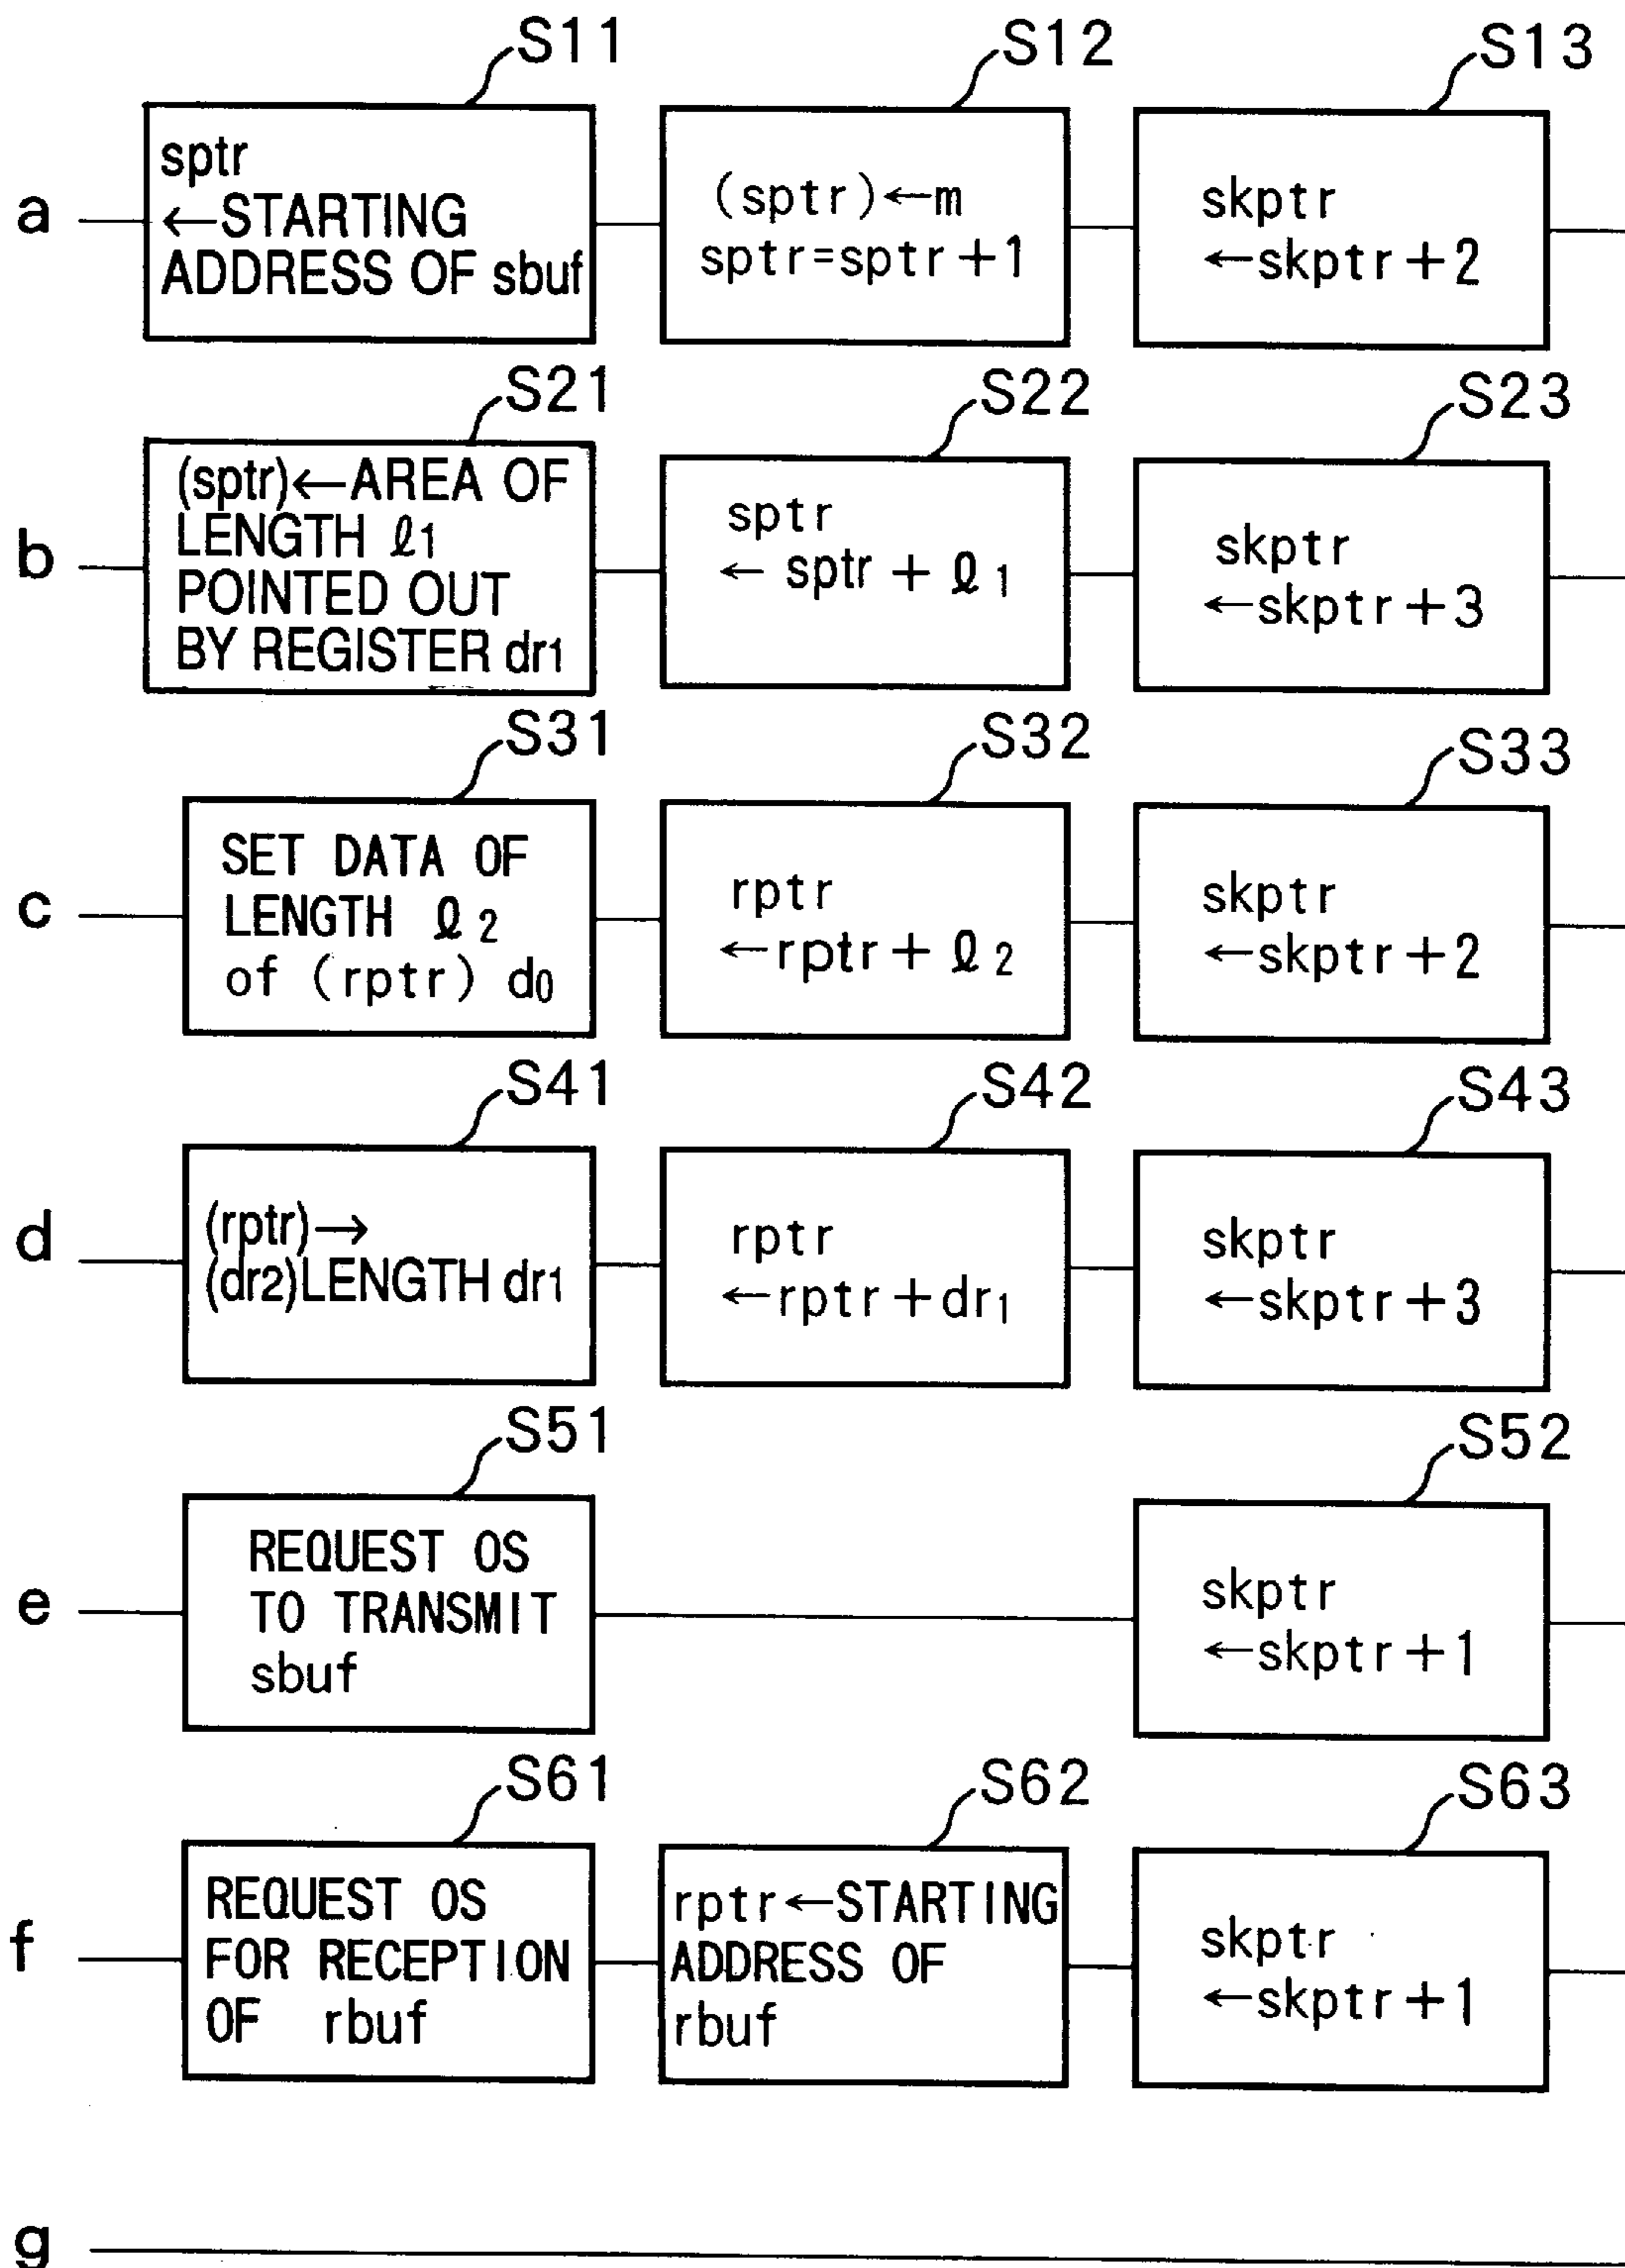 S11
S12
S13
a
sptr
←STARTING
ADDRESS OF sbuf
(sptr)←m
sptr=sptr+1
skptr
←skptr+2
S21
S22
S23
b
(sptr)←AREA OF
LENGTH ℓ1
POINTED OUT
BY REGISTER dr1
sptr
← sptr + ℓ1
skptr
←skptr+3
S31
S32
S33
c
SET DATA OF
LENGTH ℓ2
of (rptr) d0
rptr
←rptr+ ℓ2
skptr
←skptr+2
S41
S42
S43
d
(rptr)→
(dr2)LENGTH dr1
rptr
←rptr+dr1
skptr
←skptr+3
S51
S52
e
REQUEST OS
TO TRANSMIT
sbuf
skptr
←skptr+1
S61
S62
S63
f
REQUEST OS
FOR RECEPTION
OF rbuf
rptr←STARTING
ADDRESS OF
rbuf
skptr
←skptr+1
g